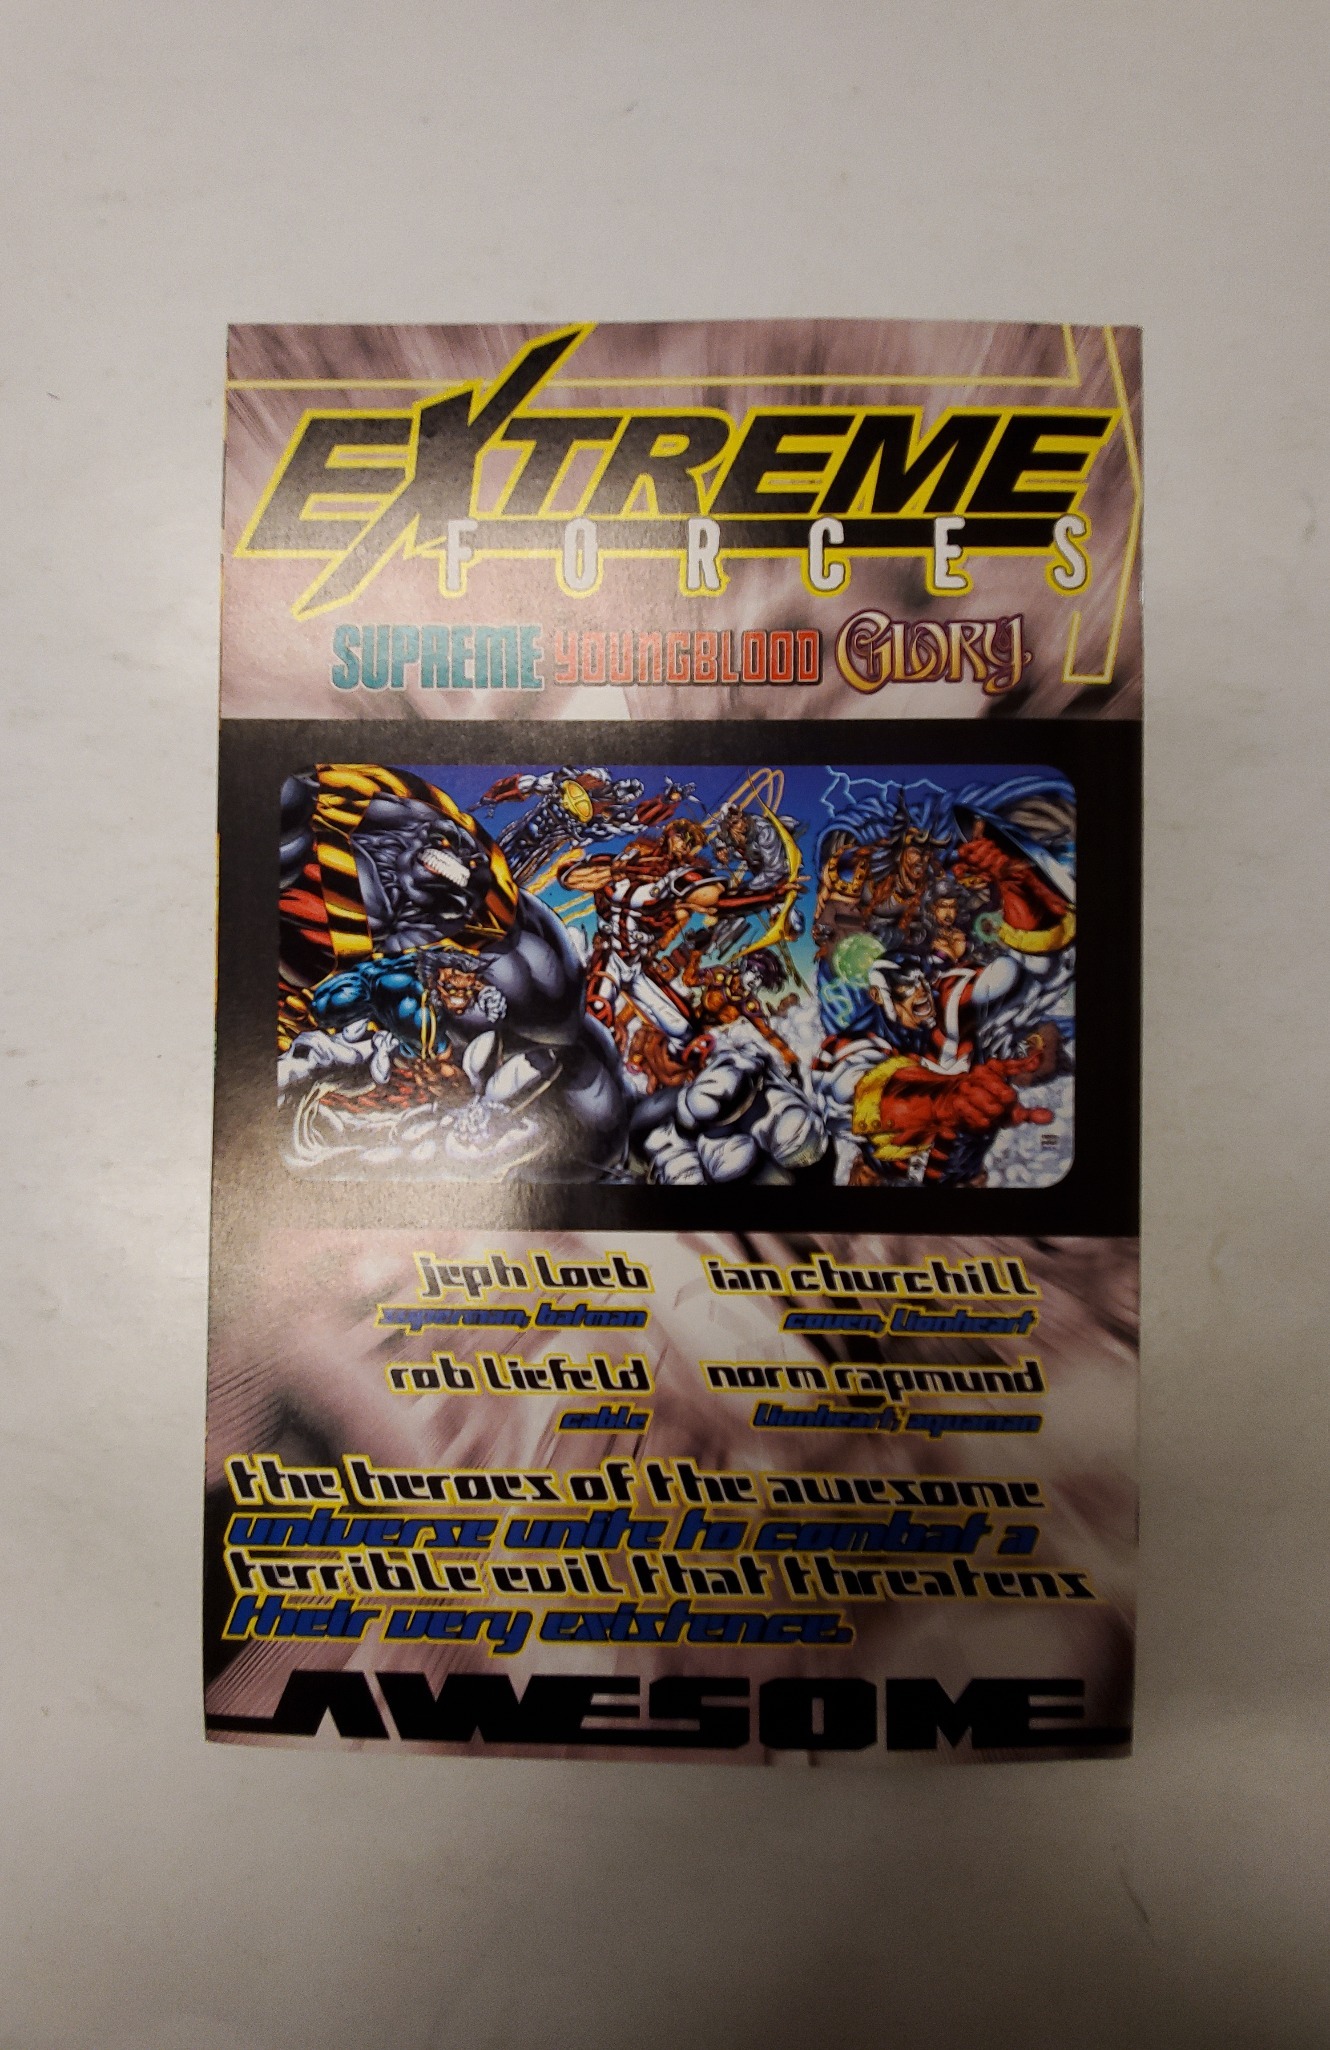 EXTREME
FORCES
SUPREME YOUNGBLOOD GLORY
jeph loeb
superman, batman
ian churchill
coven, lionheart
rob liefeld
cable
norm rapmund
lionheart, aquaman
the heroes of the awesome
universe unite to combat a
terrible evil that threatens
their very existence.
AWESOME